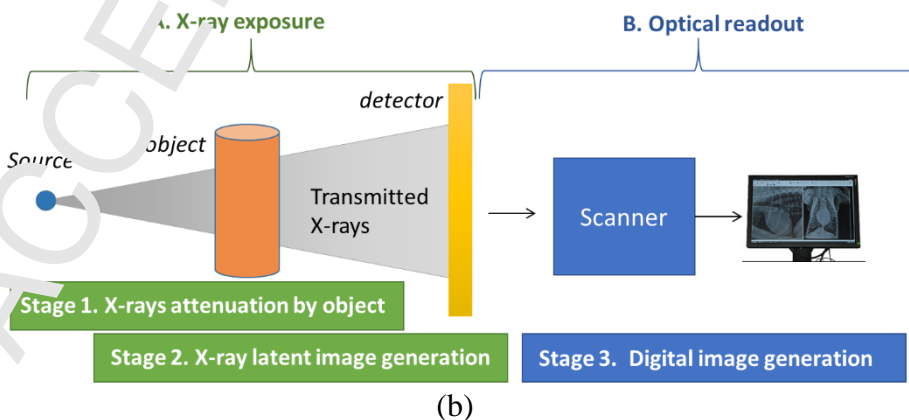 A. X-ray exposure
B. Optical readout
detector
object
Source
Transmitted
X-rays
Scanner
Stage 1. X-rays attenuation by object
Stage 2. X-ray latent image generation
Stage 3. Digital image generation
(b)
ACCE